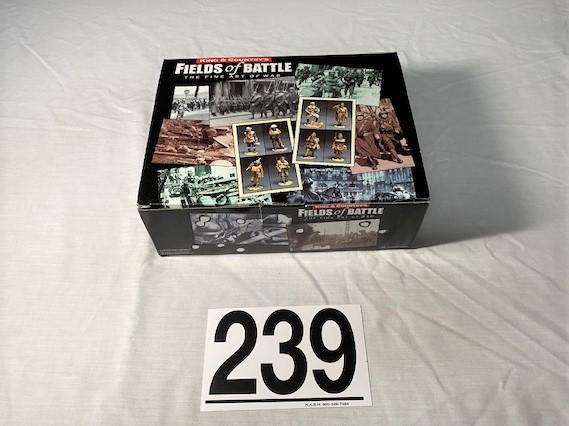 KING & COUNTRY'S
FIELDS of BATTLE
THE FINE ART OF WAR
KING & COUNTRY'S
FIELDS of BATTLE
THE FINE ART OF WAR
239